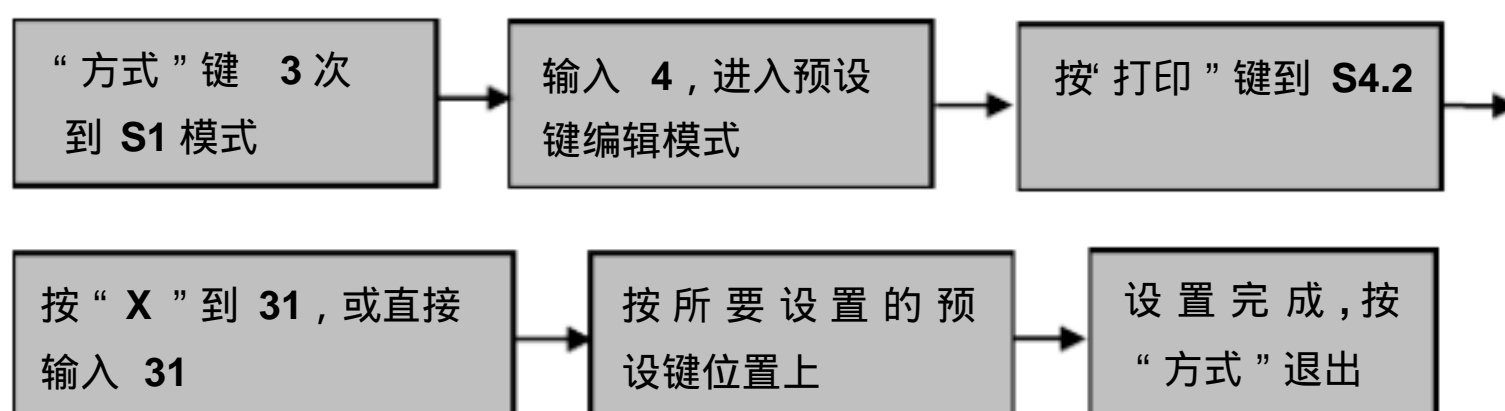 “方式”键 3次
到 S1 模式
输入 4，进入预设
键编辑模式
按“打印”键到 S4.2
按“X”到 31，或直接
输入 31
按所要设置的预
设键位置上
设置完成，按
“方式”退出